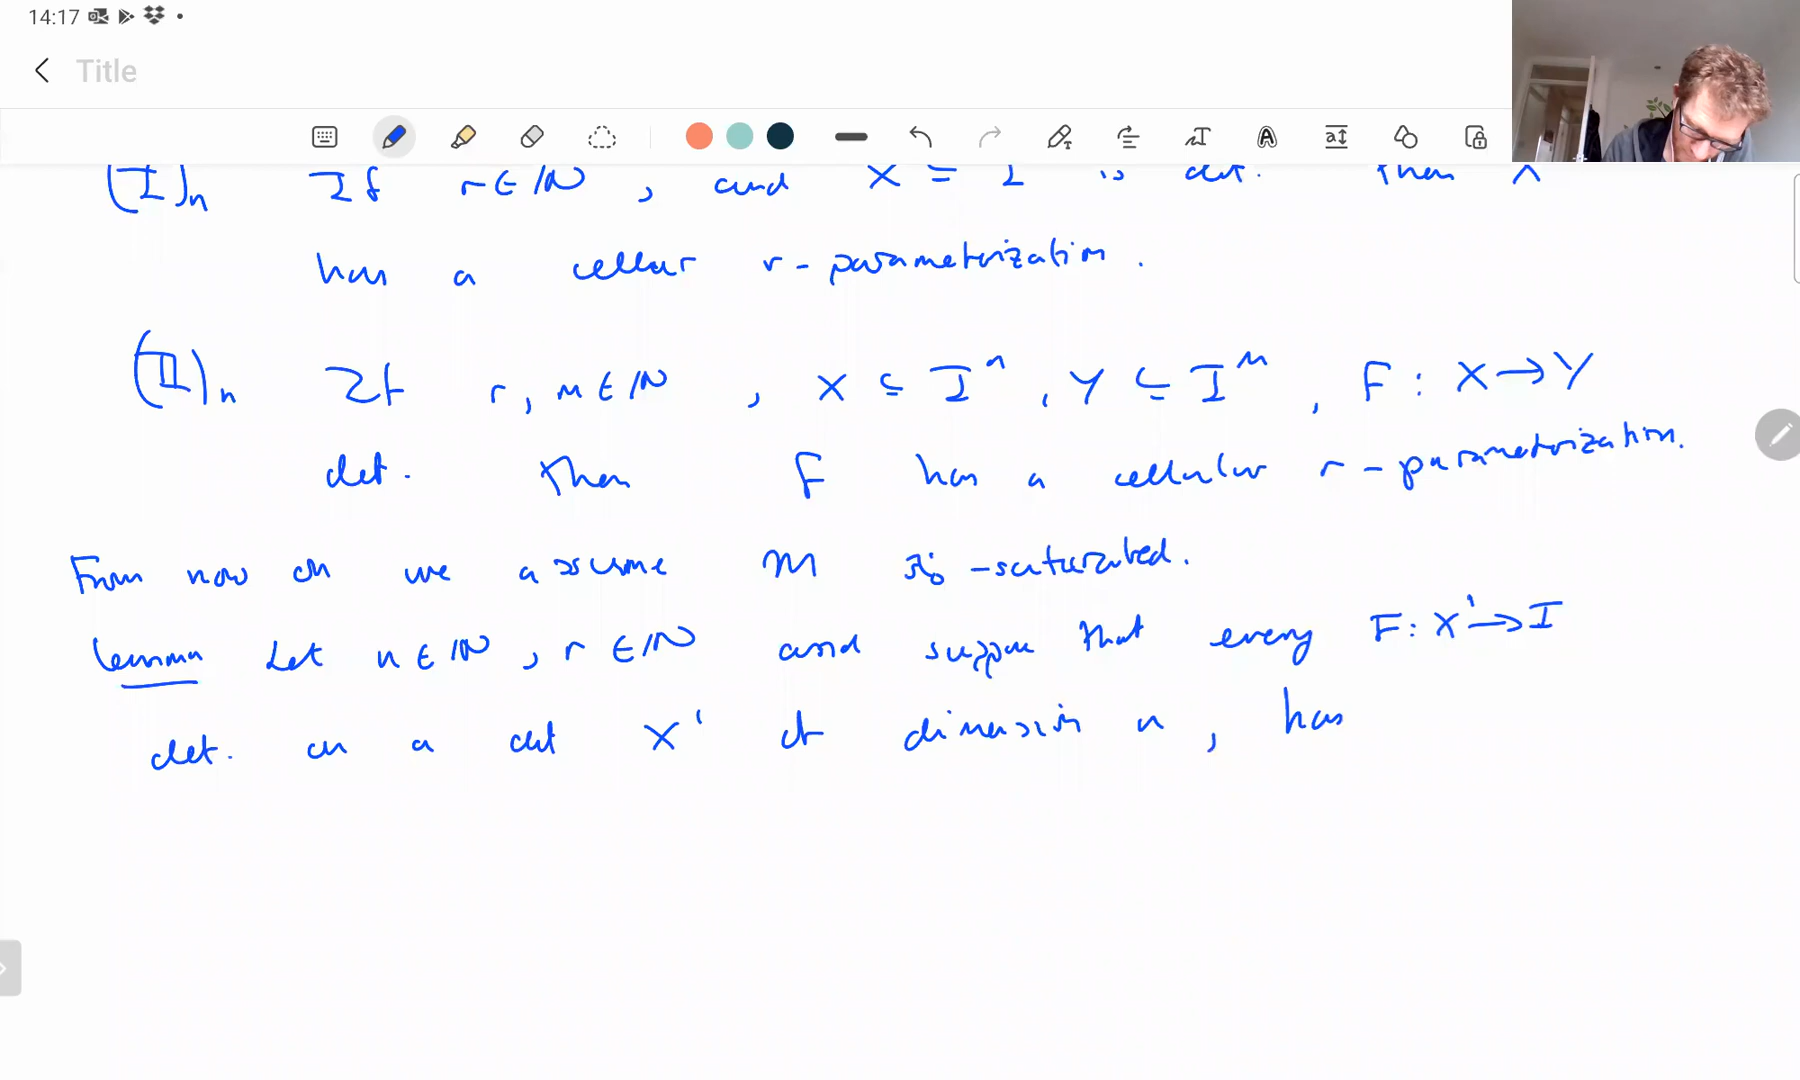 14:17
Title
(I)n If r ∈ ℕ, and X ⊆ I is def. then X
has a cellar r-parametrization.
(II)n If r, m ∈ ℕ, X ⊆ Iⁿ, Y ⊆ Iᵐ, F : X → Y
def. then F has a cellular r-parametrization.
From now on we assume M ℵ₀-saturated.
Lemma Let n ∈ ℕ, r ∈ ℕ and suppose that every F : X' → I
def. on a def X' of dimension n, has